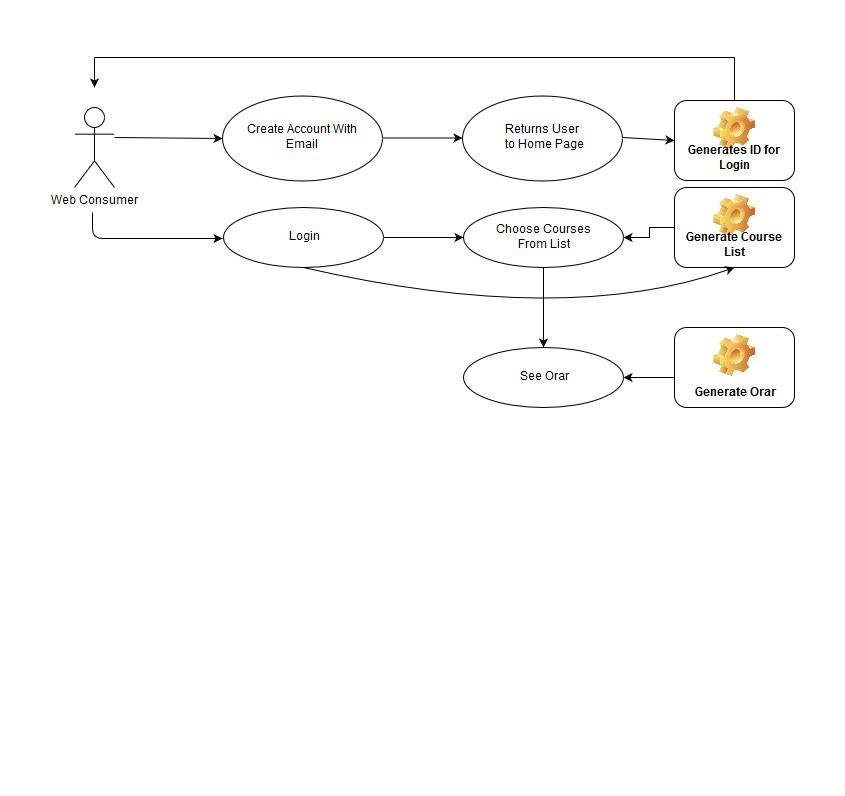 Create Account With
Email
Returns User
to Home Page
Generates ID for
Login
Web Consumer
Login
Choose Courses
From List
Generate Course
List
See Orar
Generate Orar